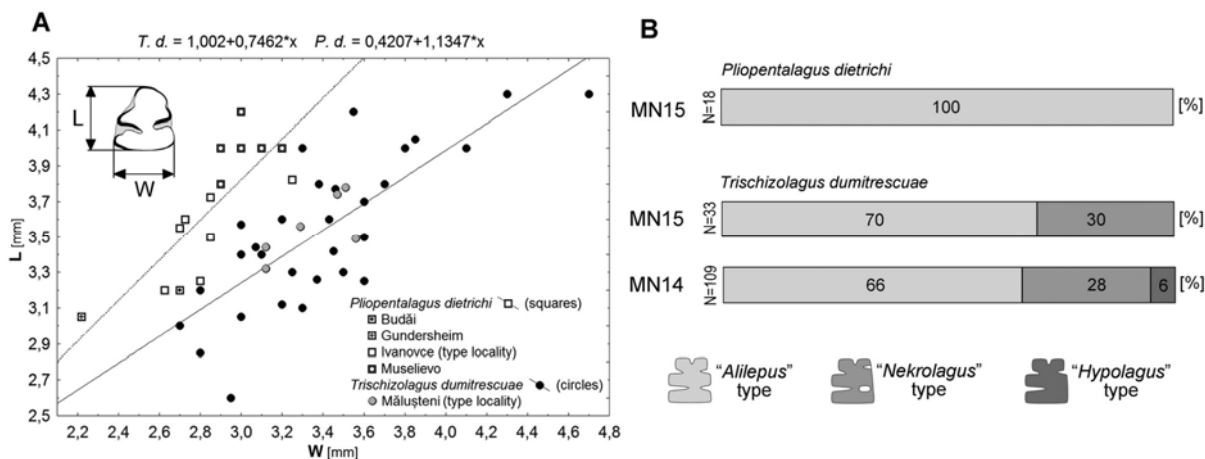 A
T. d. = 1,002+0,7462*x P. d. = 0,4207+1,1347*x
4,5
4,3
4,1
3,9
3,7
3,5
3,3
3,1
2,9
2,7
2,5
L [mm]
L
W
Pliopentalagus dietrichi (squares)
Budăi
Gundersheim
Ivanovce (type locality)
Muselievo
Trischizolagus dumitrescuae (circles)
Măluşteni (type locality)
2,2 2,4 2,6 2,8 3,0 3,2 3,4 3,6 3,8 4,0 4,2 4,4 4,6 4,8
W [mm]
B
Pliopentalagus dietrichi
MN15 N=18 100 [%]
Trischizolagus dumitrescuae
MN15 N=33 70 30 [%]
MN14 N=109 66 28 6 [%]
"Alilepus" type
"Nekrolagus" type
"Hypolagus" type